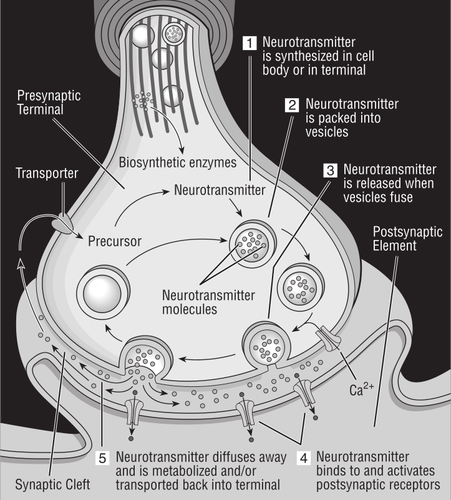 1 Neurotransmitter
is synthesized in cell
body or in terminal
Presynaptic
Terminal
2 Neurotransmitter
is packed into
vesicles
Biosynthetic enzymes
Transporter
3 Neurotransmitter
is released when
vesicles fuse
Neurotransmitter
Precursor
Postsynaptic
Element
Neurotransmitter
molecules
Ca2+
5 Neurotransmitter diffuses away
and is metabolized and/or
transported back into terminal
4 Neurotransmitter
binds to and activates
postsynaptic receptors
Synaptic Cleft